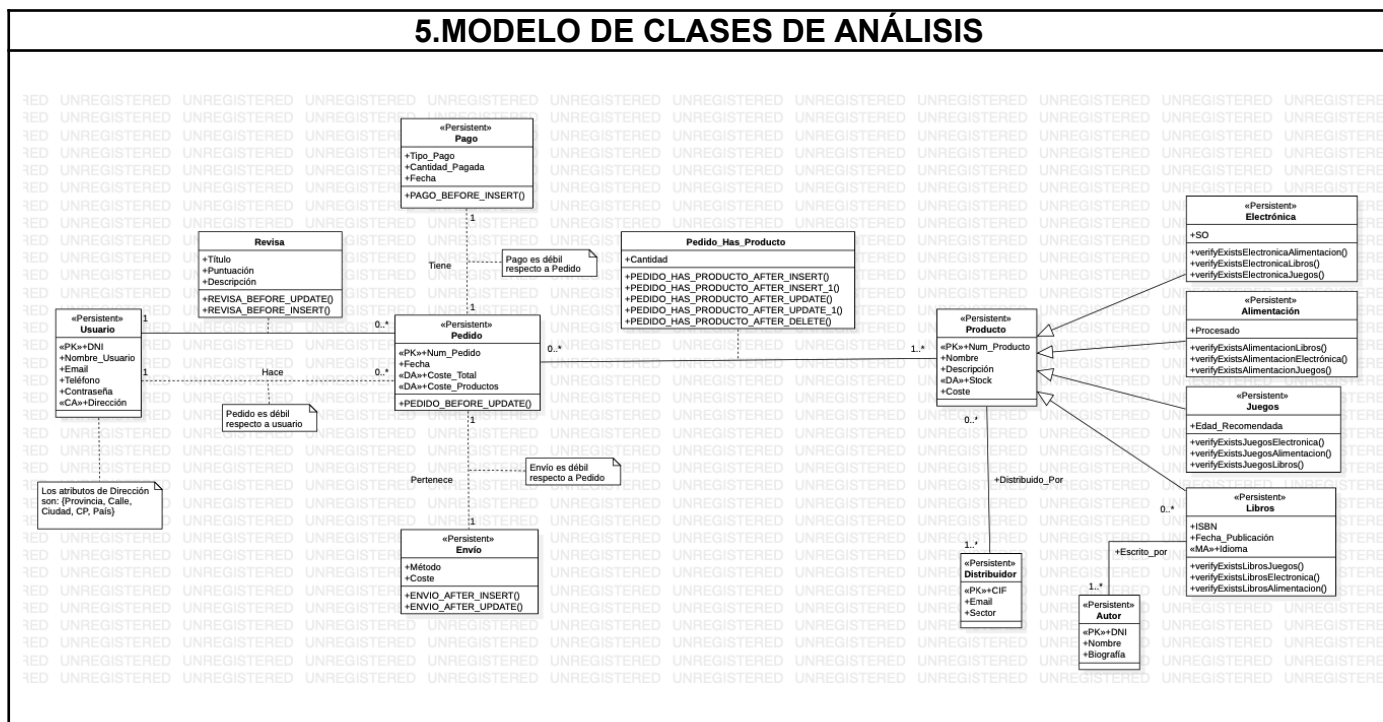 5.MODELO DE CLASES DE ANÁLISIS
«Persistent»
Pago
+Tipo_Pago
+Cantidad_Pagada
+Fecha
+PAGO_BEFORE_INSERT()
1
Tiene
Pago es débil
respecto a Pedido
1
Revisa
+Título
+Puntuación
+Descripción
+REVISA_BEFORE_UPDATE()
+REVISA_BEFORE_INSERT()
Pedido_Has_Producto
+Cantidad
+PEDIDO_HAS_PRODUCTO_AFTER_INSERT()
+PEDIDO_HAS_PRODUCTO_AFTER_INSERT_1()
+PEDIDO_HAS_PRODUCTO_AFTER_UPDATE()
+PEDIDO_HAS_PRODUCTO_AFTER_UPDATE_1()
+PEDIDO_HAS_PRODUCTO_AFTER_DELETE()
«Persistent»
Usuario
«PK»+DNI
+Nombre_Usuario
+Email
+Teléfono
+Contraseña
«CA»+Dirección
1
0..*
1
Hace
0..*
Pedido es débil
respecto a usuario
Los atributos de Dirección
son: {Provincia, Calle,
Ciudad, CP, País}
«Persistent»
Pedido
«PK»+Num_Pedido
+Fecha
«DA»+Coste_Total
«DA»+Coste_Productos
+PEDIDO_BEFORE_UPDATE()
0..*
1..*
1
Pertenece
Envío es débil
respecto a Pedido
1
«Persistent»
Envío
+Método
+Coste
+ENVIO_AFTER_INSERT()
+ENVIO_AFTER_UPDATE()
«Persistent»
Producto
«PK»+Num_Producto
+Nombre
+Descripción
«DA»+Stock
+Coste
0..*
+Distribuido_Por
1..*
«Persistent»
Distribuidor
«PK»+CIF
+Email
+Sector
«Persistent»
Electrónica
+SO
+verifyExistsElectronicaAlimentacion()
+verifyExistsElectronicaLibros()
+verifyExistsElectronicaJuegos()
«Persistent»
Alimentación
+Procesado
+verifyExistsAlimentacionLibros()
+verifyExistsAlimentacionElectrónica()
+verifyExistsAlimentacionJuegos()
«Persistent»
Juegos
+Edad_Recomendada
+verifyExistsJuegosElectronica()
+verifyExistsJuegosAlimentacion()
+verifyExistsJuegosLibros()
«Persistent»
Libros
+ISBN
+Fecha_Publicación
«MA»+Idioma
+verifyExistsLibrosJuegos()
+verifyExistsLibrosElectronica()
+verifyExistsLibrosAlimentacion()
0..*
+Escrito_por
1..*
«Persistent»
Autor
«PK»+DNI
+Nombre
+Biografía